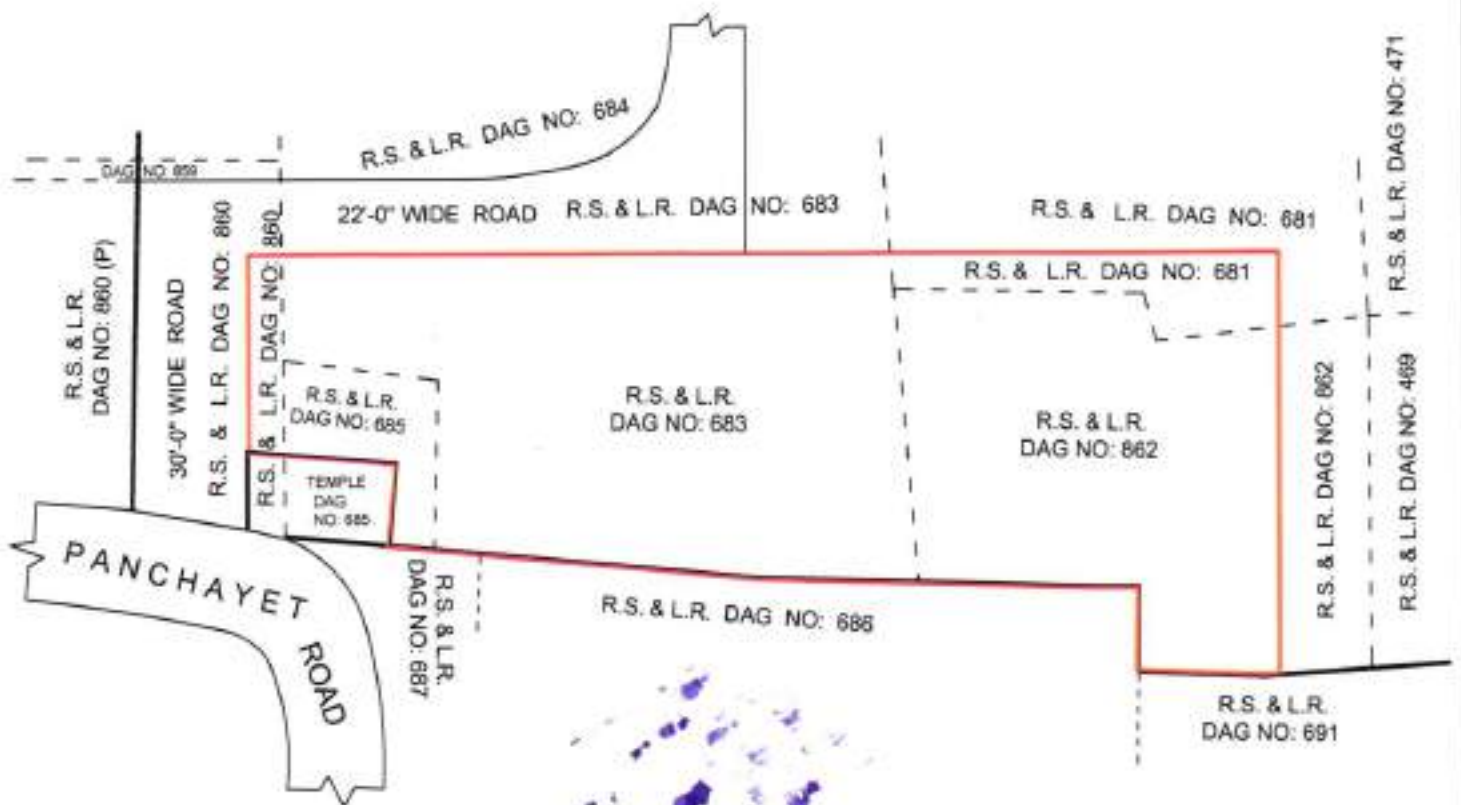 R.S. & L.R. DAG NO: 684
R.S. & L.R. DAG NO: 471
DAG NO 859
22'-0" WIDE ROAD
R.S. & L.R. DAG NO: 683
R.S. & L.R. DAG NO: 681
R.S. & L.R.
DAG NO: 860 (P)
30'-0" WIDE ROAD
R.S. & L.R. DAG NO: 860
R.S. & L.R. DAG NO: 860
R.S. & L.R. DAG NO: 681
R.S. & L.R.
DAG NO: 685
R.S. & L.R.
DAG NO: 683
R.S. & L.R.
DAG NO: 862
R.S. & L.R. DAG NO: 862
R.S. & L.R. DAG NO: 469
TEMPLE
DAG
NO: 685
PANCHAYET ROAD
R.S. & L.R.
DAG NO: 687
R.S. & L.R. DAG NO: 686
R.S. & L.R.
DAG NO: 691